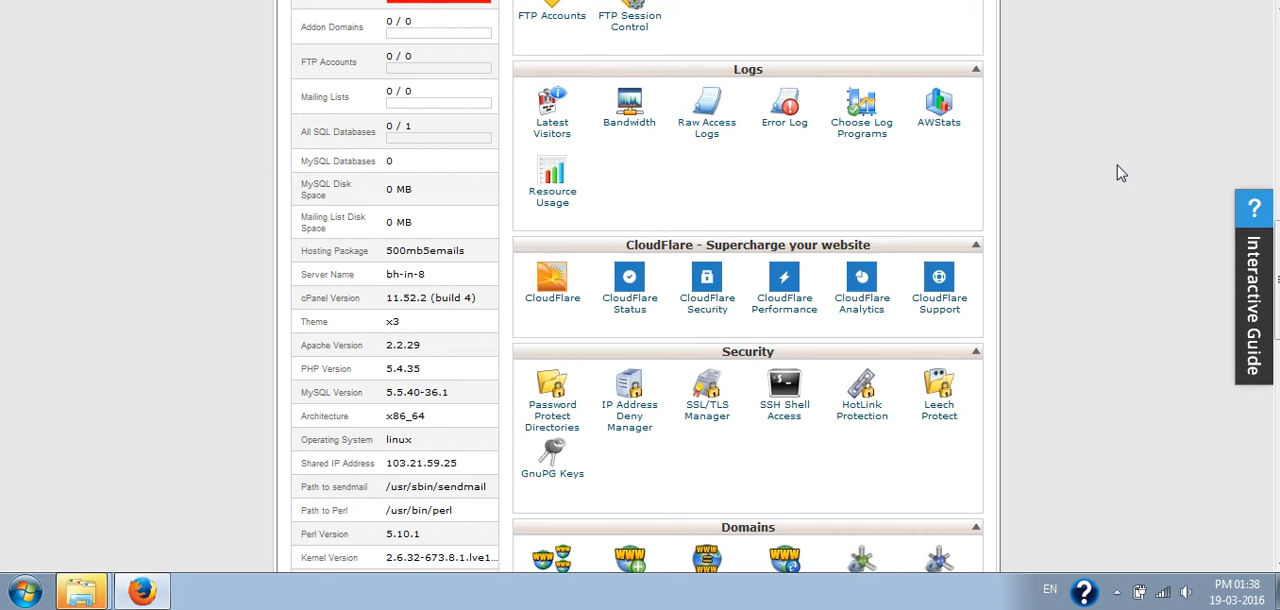 Addon Domains 0 / 0
FTP Accounts 0 / 0
Mailing Lists 0 / 0
All SQL Databases 0 / 1
MySQL Databases 0
MySQL Disk
Space 0 MB
Mailing List Disk
Space 0 MB
Hosting Package 500mb5emails
Server Name bh-in-8
cPanel Version 11.52.2 (build 4)
Theme x3
Apache Version 2.2.29
PHP Version 5.4.35
MySQL Version 5.5.40-36.1
Architecture x86_64
Operating System linux
Shared IP Address 103.21.59.25
Path to sendmail /usr/sbin/sendmail
Path to Perl /usr/bin/perl
Perl Version 5.10.1
Kernel Version 2.6.32-673.8.1.lve1...
FTP Accounts
FTP Session
Control
Logs
Latest
Visitors
Bandwidth
Raw Access
Logs
Error Log
Choose Log
Programs
AWStats
Resource
Usage
CloudFlare - Supercharge your website
CloudFlare
CloudFlare
Status
CloudFlare
Security
CloudFlare
Performance
CloudFlare
Analytics
CloudFlare
Support
Security
Password
Protect
Directories
IP Address
Deny
Manager
SSL/TLS
Manager
SSH Shell
Access
HotLink
Protection
Leech
Protect
GnuPG Keys
Domains
WWW
WWW
WWW
WWW
WWW
?
Interactive Guide
EN
?
PM 01:38
19-03-2016